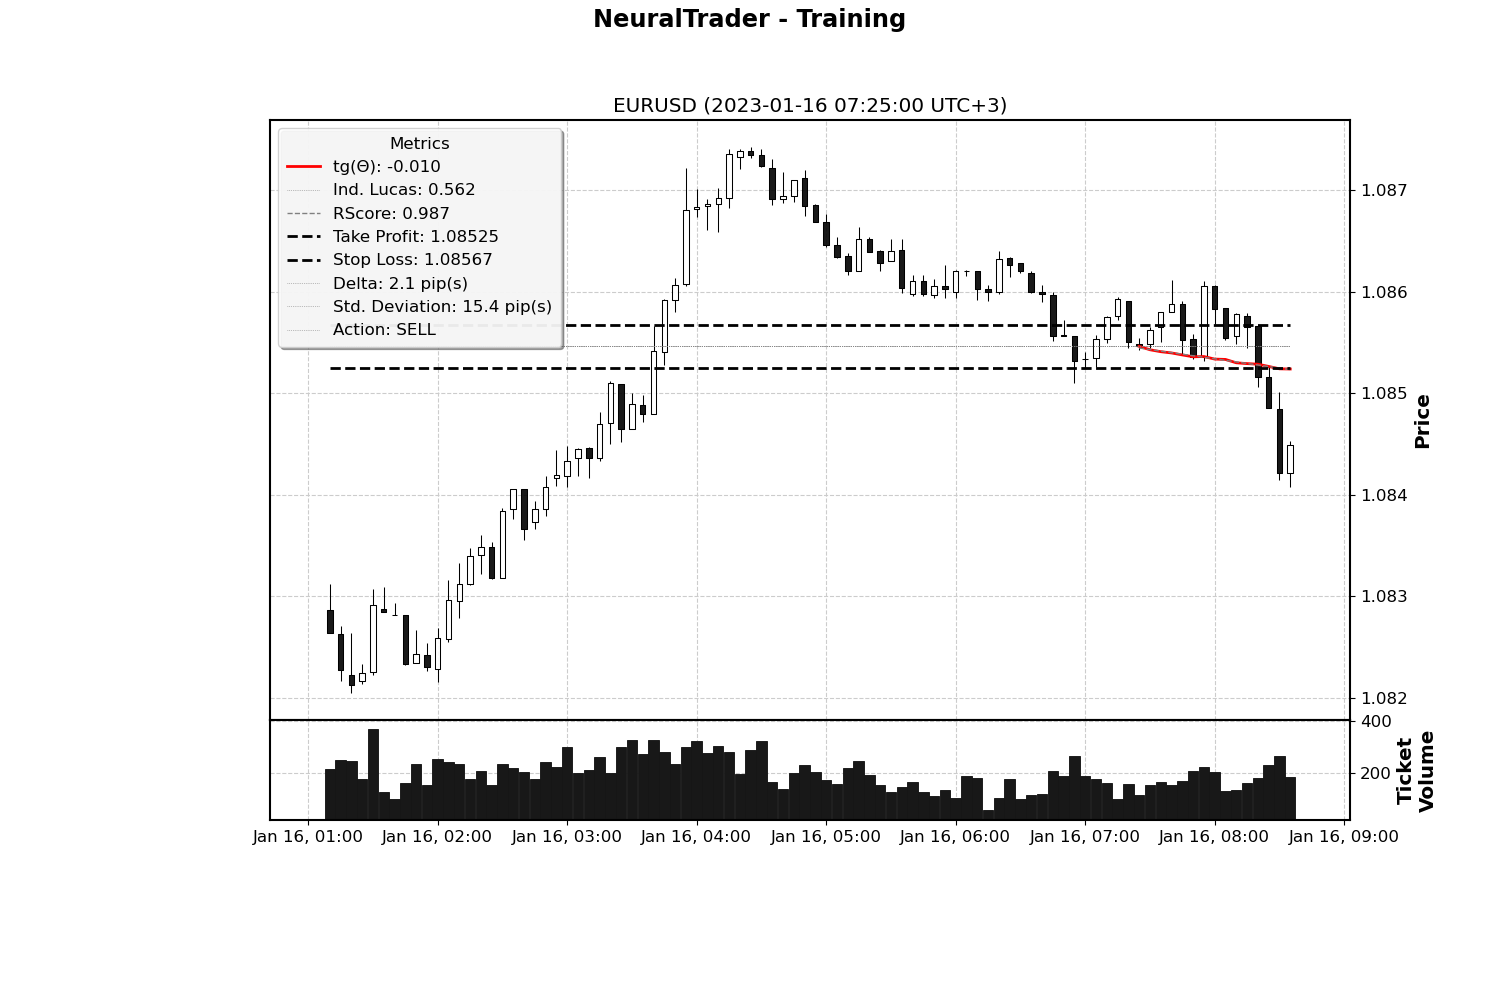 NeuralTrader - Training
EURUSD (2023-01-16 07:25:00 UTC+3)
Metrics
tg(Θ): -0.010
Ind. Lucas: 0.562
RScore: 0.987
Take Profit: 1.08525
Stop Loss: 1.08567
Delta: 2.1 pip(s)
Std. Deviation: 15.4 pip(s)
Action: SELL
1.087
1.086
1.085
1.084
1.083
1.082
Price
400
200
Ticket
Volume
Jan 16, 01:00 Jan 16, 02:00 Jan 16, 03:00 Jan 16, 04:00 Jan 16, 05:00 Jan 16, 06:00 Jan 16, 07:00 Jan 16, 08:00 Jan 16, 09:00